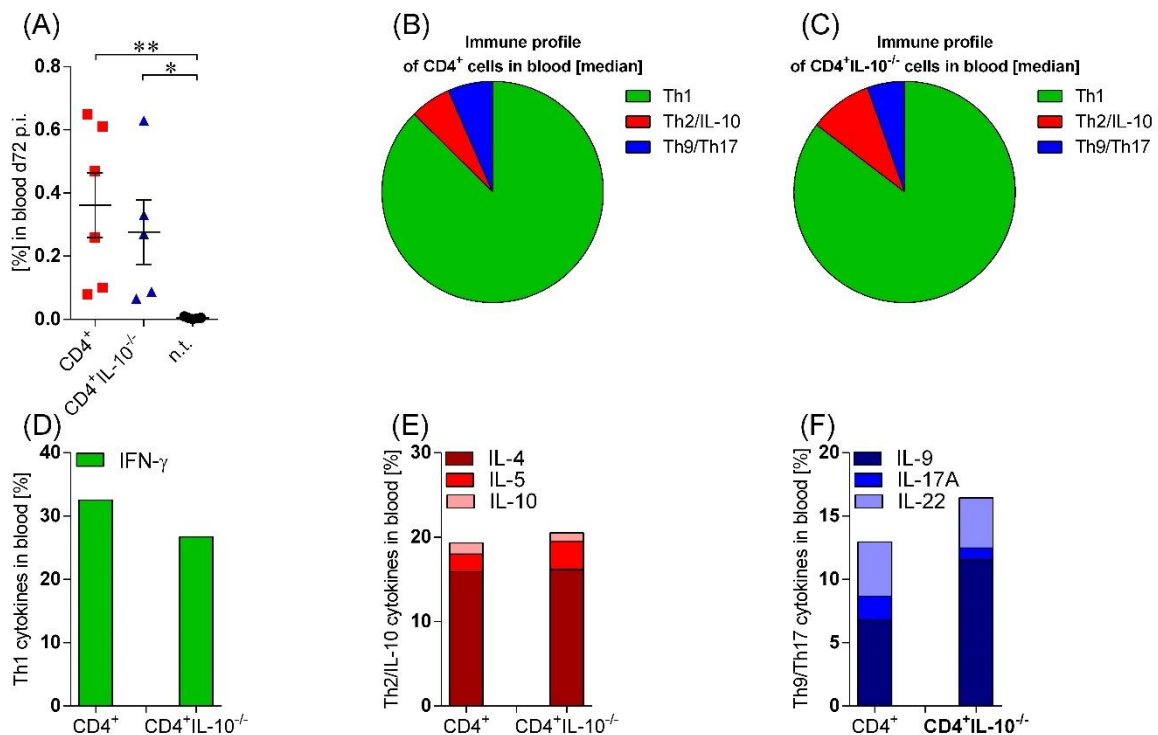 (A)
**
*
0.8
0.6
0.4
0.2
0.0
[%] in blood d72 p.i.
CD4⁺
CD4⁺IL-10⁻/⁻
n.t.
(B)
Immune profile
of CD4⁺ cells in blood [median]
Th1
Th2/IL-10
Th9/Th17
(C)
Immune profile
of CD4⁺IL-10⁻/⁻ cells in blood [median]
Th1
Th2/IL-10
Th9/Th17
(D)
IFN-γ
40
30
20
10
0
Th1 cytokines in blood [%]
CD4⁺
CD4⁺IL-10⁻/⁻
(E)
IL-4
IL-5
IL-10
30
20
10
0
Th2/IL-10 cytokines in blood [%]
CD4⁺
CD4⁺IL-10⁻/⁻
(F)
IL-9
IL-17A
IL-22
20
15
10
5
0
Th9/Th17 cytokines in blood [%]
CD4⁺
CD4⁺IL-10⁻/⁻